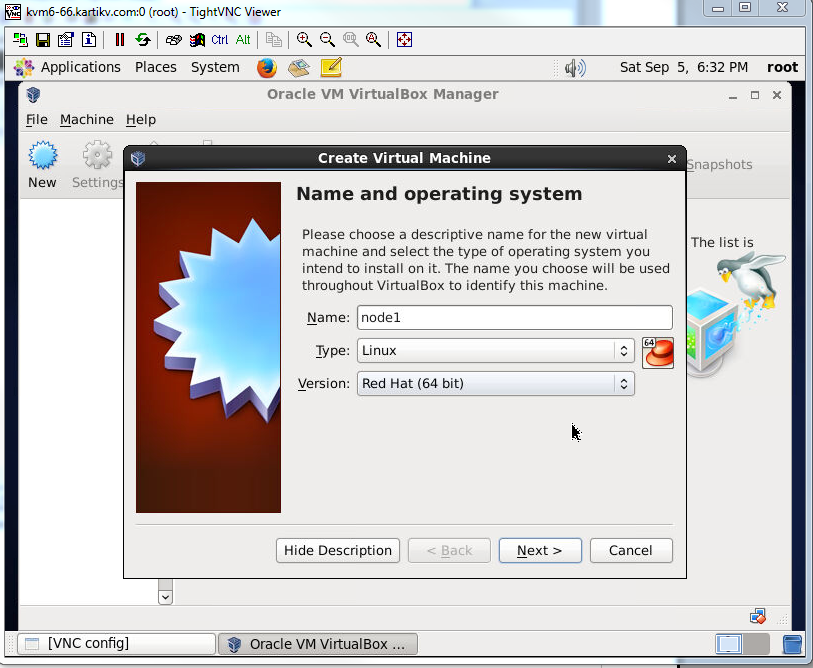 kvm6-66.kartikv.com:0 (root) - TightVNC Viewer
Ctrl Alt
Applications Places System Sat Sep 5, 6:32 PM root
Oracle VM VirtualBox Manager
File Machine Help
New Settings Snapshots
Create Virtual Machine
Name and operating system
The list is
Please choose a descriptive name for the new virtual
machine and select the type of operating system you
intend to install on it. The name you choose will be used
throughout VirtualBox to identify this machine.
Name: node1
Type: Linux 64
Version: Red Hat (64 bit)
Hide Description < Back Next > Cancel
[VNC config] Oracle VM VirtualBox ...